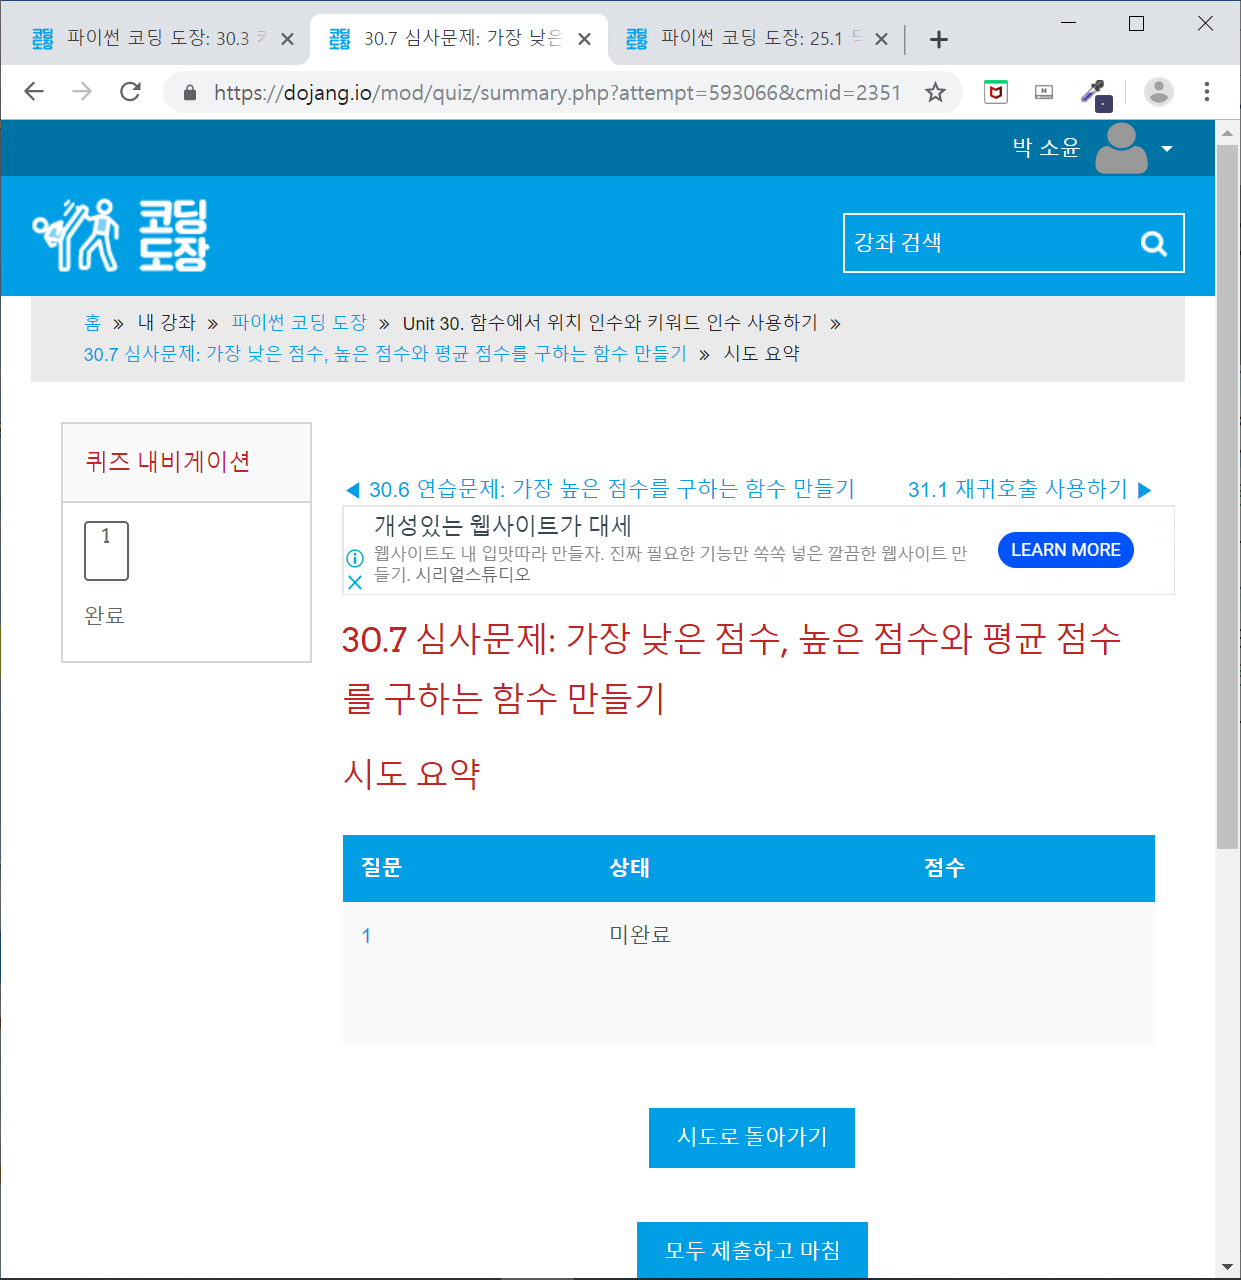 파이썬 코딩 도장: 30.3
30.7 심사문제: 가장 낮은
파이썬 코딩 도장: 25.1
https://dojang.io/mod/quiz/summary.php?attempt=593066&cmid=2351
박 소윤
코딩
도장
강좌 검색
홈 » 내 강좌 » 파이썬 코딩 도장 » Unit 30. 함수에서 위치 인수와 키워드 인수 사용하기 »
30.7 심사문제: 가장 낮은 점수, 높은 점수와 평균 점수를 구하는 함수 만들기 » 시도 요약
퀴즈 내비게이션
1
완료
◀ 30.6 연습문제: 가장 높은 점수를 구하는 함수 만들기
31.1 재귀호출 사용하기 ▶
개성있는 웹사이트가 대세
웹사이트도 내 입맛따라 만들자. 진짜 필요한 기능만 쏙쏙 넣은 깔끔한 웹사이트 만
들기. 시리얼스튜디오
LEARN MORE
30.7 심사문제: 가장 낮은 점수, 높은 점수와 평균 점수
를 구하는 함수 만들기
시도 요약
질문 상태 점수
1 미완료
시도로 돌아가기
모두 제출하고 마침